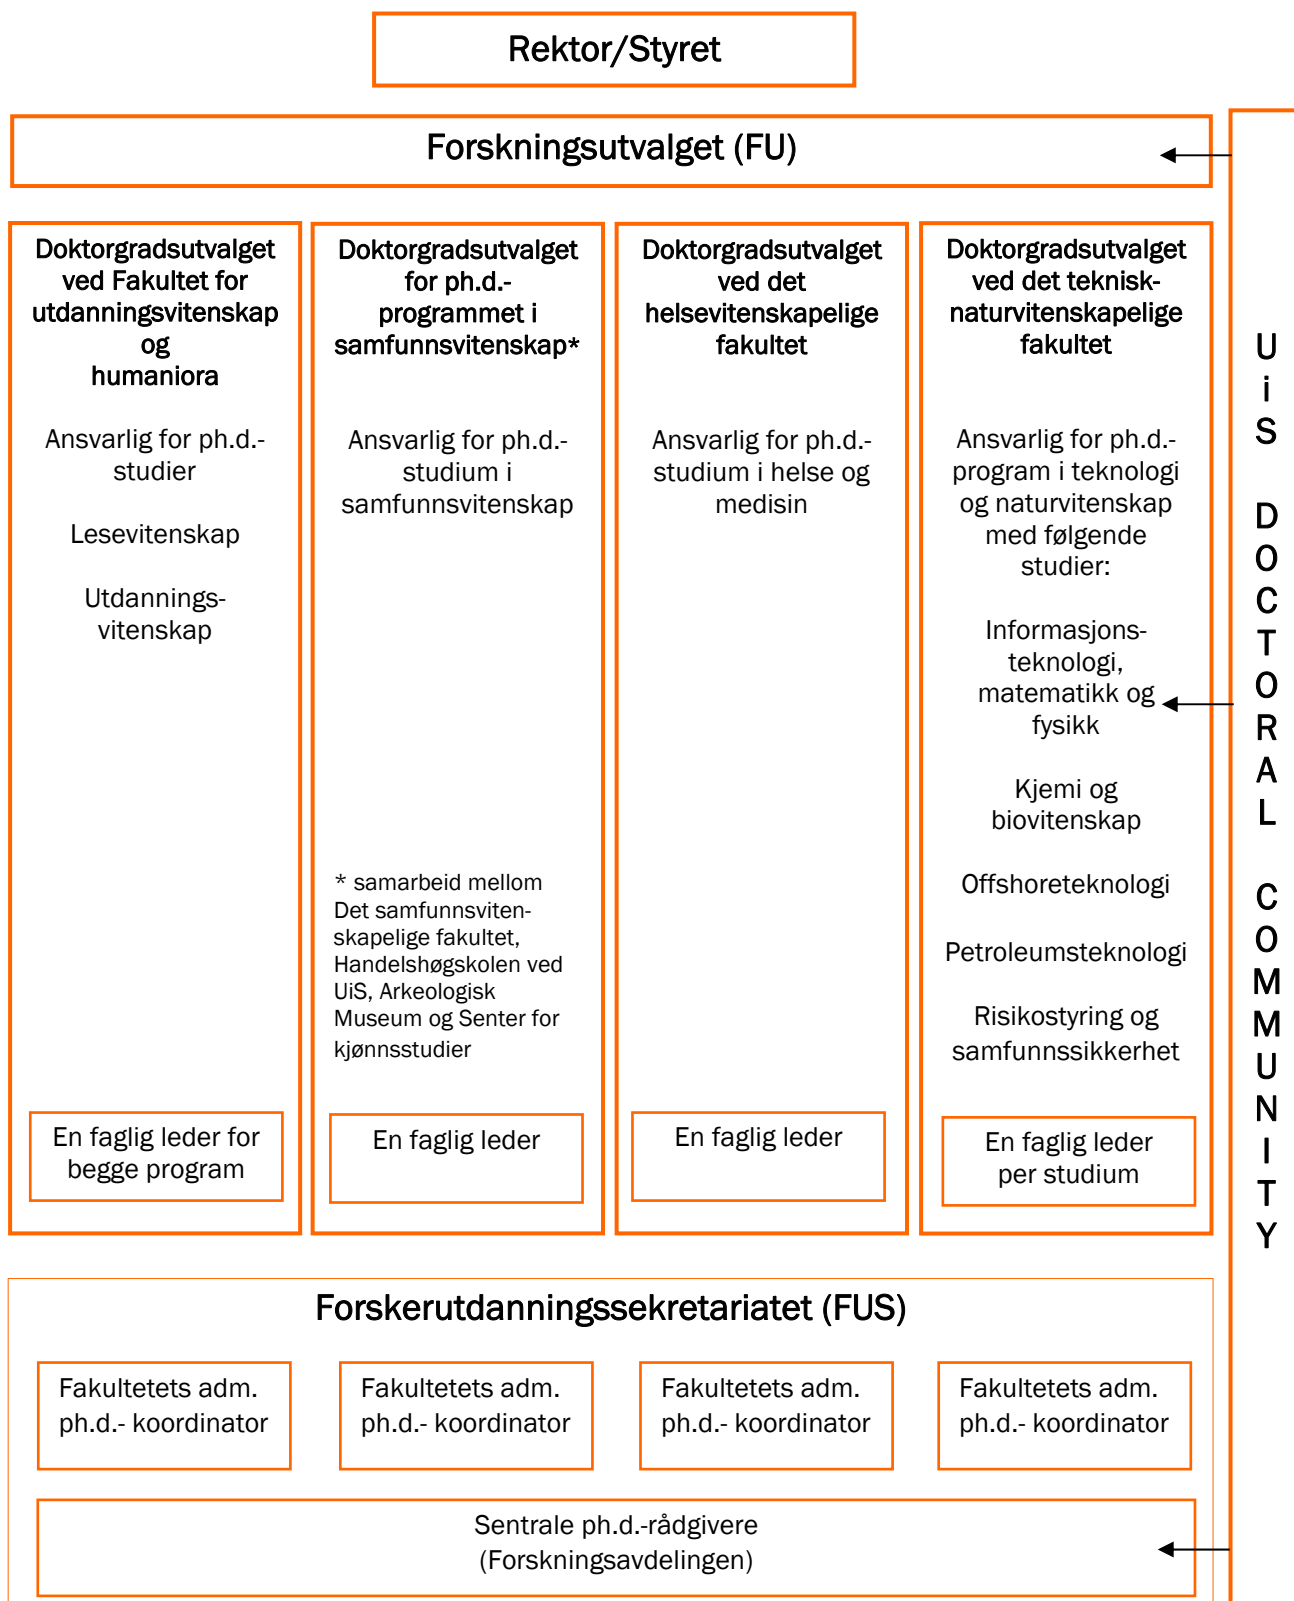 Rektor/Styret
Forskningsutvalget (FU)
Doktorgradsutvalget
ved Fakultet for
utdanningsvitenskap
og
humaniora
Ansvarlig for ph.d.-
studier
Lesevitenskap
Utdannings-
vitenskap
En faglig leder for
begge program
Doktorgradsutvalget
for ph.d.-
programmet i
samfunnsvitenskap*
Ansvarlig for ph.d.-
studium i
samfunnsvitenskap
* samarbeid mellom
Det samfunnsviten-
skapelige fakultet,
Handelshøgskolen ved
UiS, Arkeologisk
Museum og Senter for
kjønnsstudier
En faglig leder
Doktorgradsutvalget
ved det
helsevitenskapelige
fakultet
Ansvarlig for ph.d.-
studium i helse og
medisin
En faglig leder
Doktorgradsutvalget
ved det teknisk-
naturvitenskapelige
fakultet
Ansvarlig for ph.d.-
program i teknologi
og naturvitenskap
med følgende
studier:
Informasjons-
teknologi,
matematikk og
fysikk
Kjemi og
biovitenskap
Offshoreteknologi
Petroleumsteknologi
Risikostyring og
samfunnssikkerhet
En faglig leder
per studium
UiS DOCTORAL COMMUNITY
Forskerutdanningssekretariatet (FUS)
Fakultetets adm.
ph.d.- koordinator
Fakultetets adm.
ph.d.- koordinator
Fakultetets adm.
ph.d.- koordinator
Fakultetets adm.
ph.d.- koordinator
Sentrale ph.d.-rådgivere
(Forskningsavdelingen)